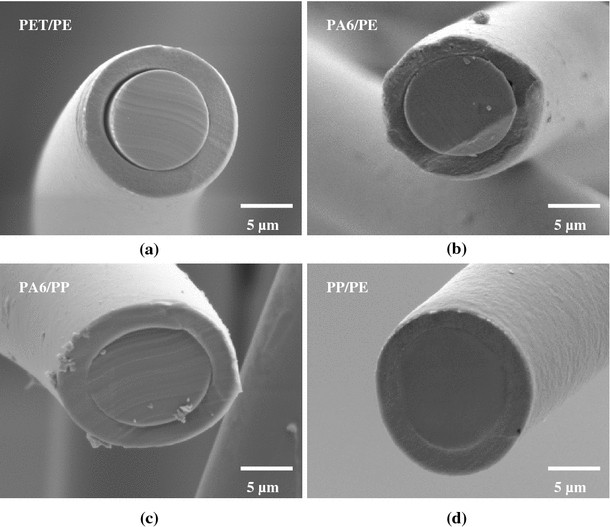 PET/PE
5 µm
(a)
PA6/PE
5 µm
(b)
PA6/PP
5 µm
(c)
PP/PE
5 µm
(d)